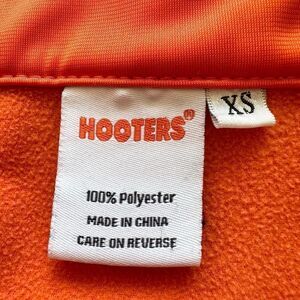 HOOTERS®
XS
100% Polyester
MADE IN CHINA
CARE ON REVERSE